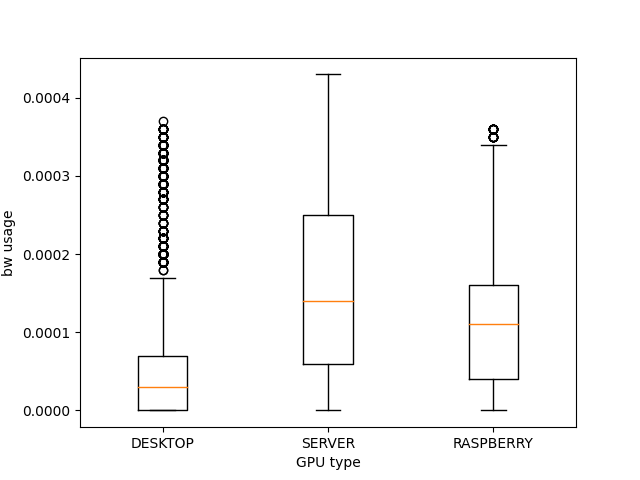 0.0004
0.0003
0.0002
0.0001
0.0000
bw usage
DESKTOP
SERVER
RASPBERRY
GPU type